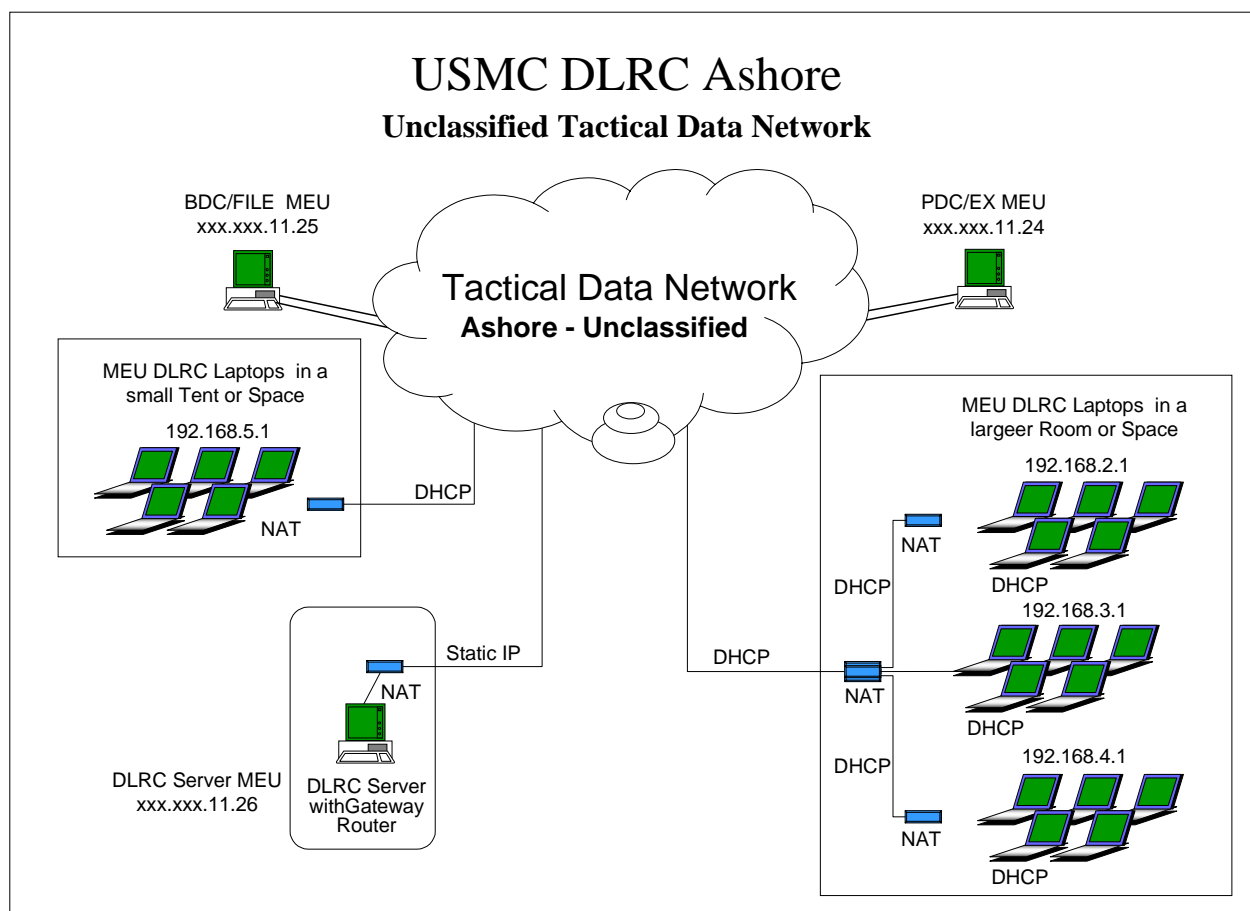 USMC DLRC Ashore
Unclassified Tactical Data Network
BDC/FILE MEU
xxx.xxx.11.25
PDC/EX MEU
xxx.xxx.11.24
Tactical Data Network
Ashore - Unclassified
MEU DLRC Laptops in a
small Tent or Space
192.168.5.1
NAT
DHCP
MEU DLRC Laptops in a
largeer Room or Space
192.168.2.1
NAT
DHCP
DHCP
192.168.3.1
DHCP
NAT
DHCP
DHCP
192.168.4.1
NAT
DHCP
Static IP
NAT
DLRC Server MEU
xxx.xxx.11.26
DLRC Server
withGateway
Router